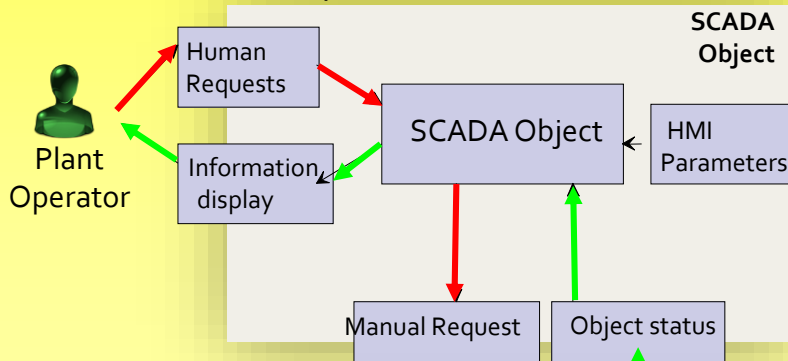 SCADA
Object
Human
Requests
SCADA Object
HMI
Parameters
Plant
Operator
Information
display
Manual Request
Object status